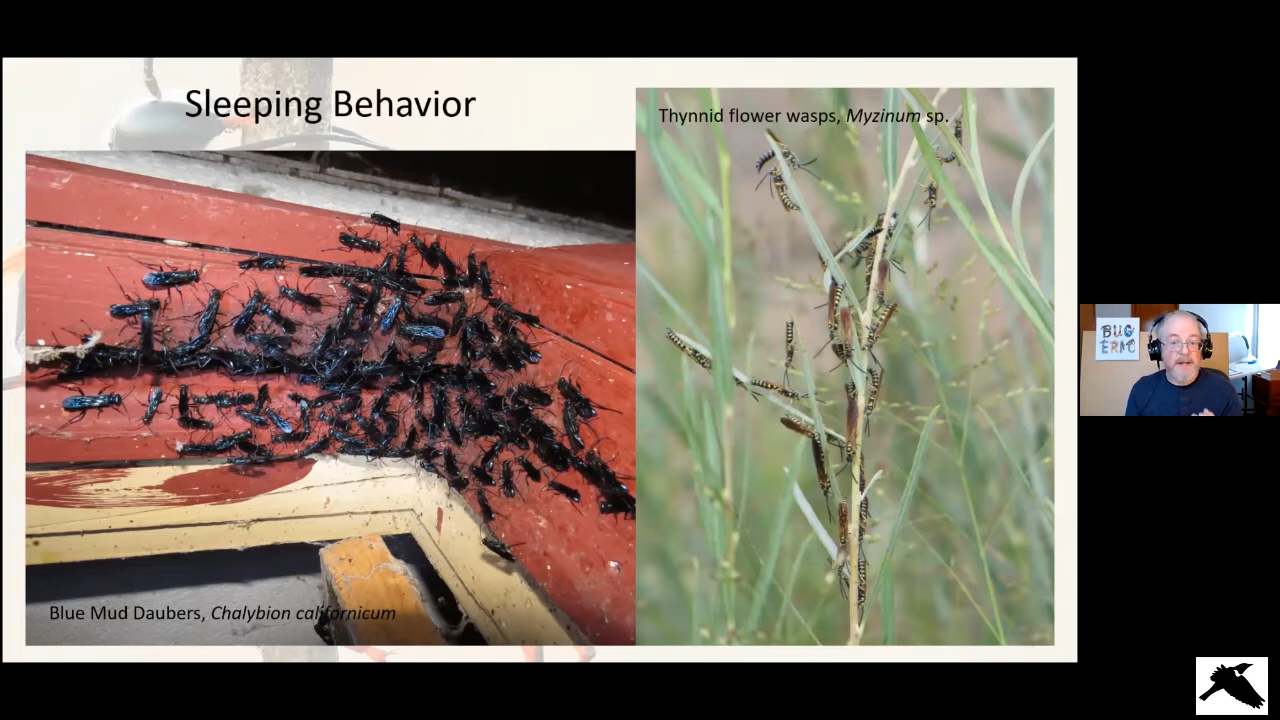 Sleeping Behavior
Thynnid flower wasps, Myzinum sp.
Blue Mud Daubers, Chalybion californicum
BUG
ERIC